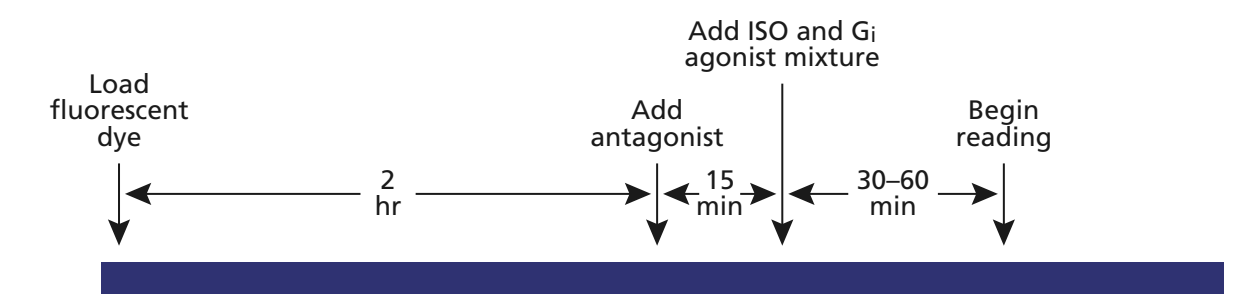 Load
fluorescent
dye
2
hr
Add
antagonist
15
min
Add ISO and Gi
agonist mixture
30–60
min
Begin
reading